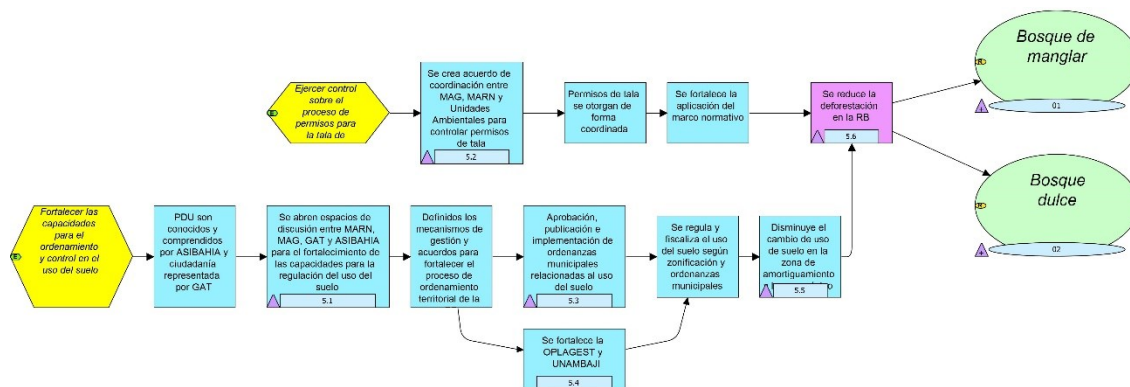 Bosque de
manglar
01
Ejercer control
sobre el
proceso de
permisos para
la tala de
Se crea acuerdo de
coordinación entre
MAG, MARN y
Unidades
Ambientales para
controlar permisos
de tala
5.2
Permisos de tala
se otorgan de
forma
coordinada
Se fortalece la
aplicación del
marco normativo
Se reduce la
deforestación
en la RB
5.6
Bosque
dulce
02
Fortalecer las
capacidades
para el
ordenamiento
y control en el
uso del suelo
PDU son
conocidos y
comprendidos
por ASIBAHIA y
ciudadanía
representada
por GAT
Se abren espacios de
discusión entre MARN,
MAG, GAT y ASIBAHIA
para el fortalecimiento de
las capacidades para la
regulación del uso del
suelo
5.1
Definidos los
mecanismos de
gestión y
acuerdos para
fortalecer el
proceso de
ordenamiento
territorial de la
Aprobación,
publicación e
implementación de
ordenanzas
municipales
relacionadas al uso
del suelo
5.3
Se regula y
fiscaliza el uso
del suelo según
zonificación y
ordenanzas
municipales
Disminuye el
cambio de uso
de suelo en la
zona de
amortiguamiento
5.5
Se fortalece la
OPLAGEST y
UNAMBAJI
5.4